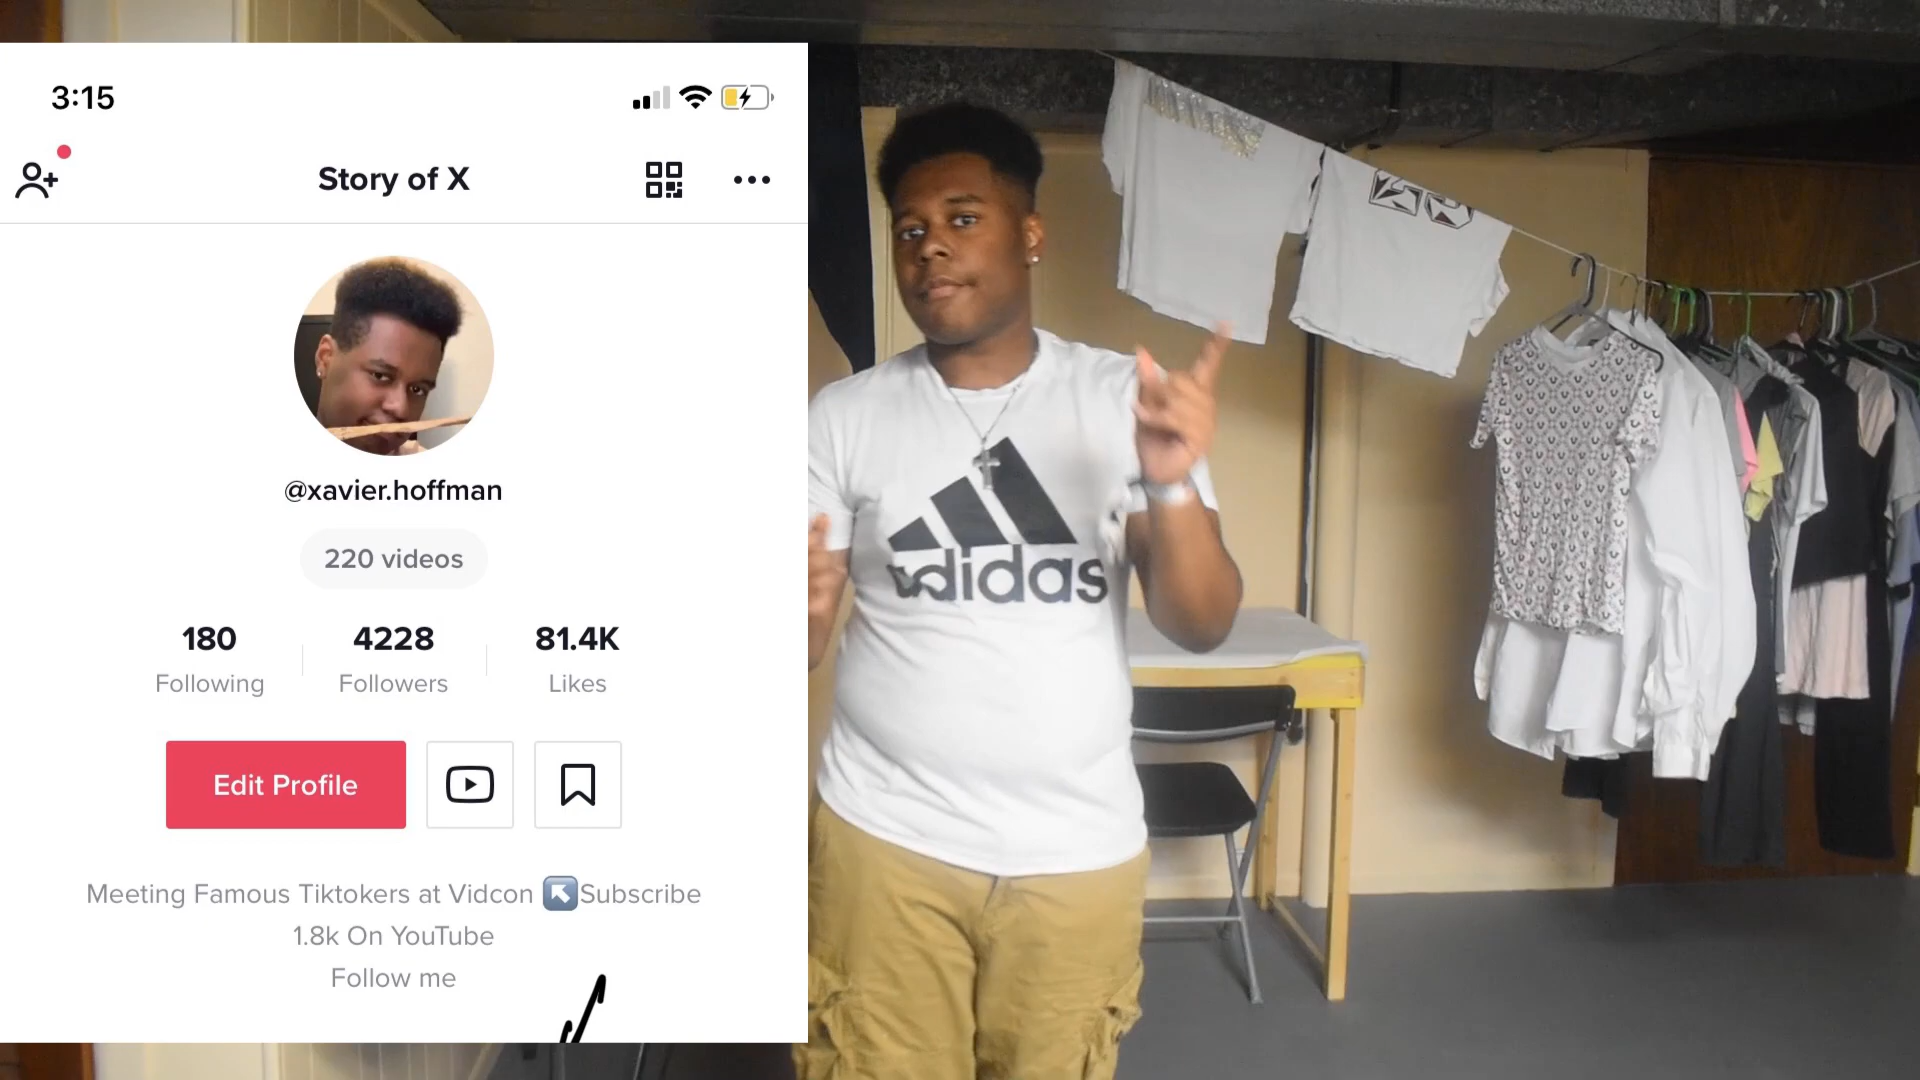 3:15
Story of X
@xavier.hoffman
220 videos
180
Following
4228
Followers
81.4K
Likes
Edit Profile
Meeting Famous Tiktokers at Vidcon ↖Subscribe
1.8k On YouTube
Follow me
adidas